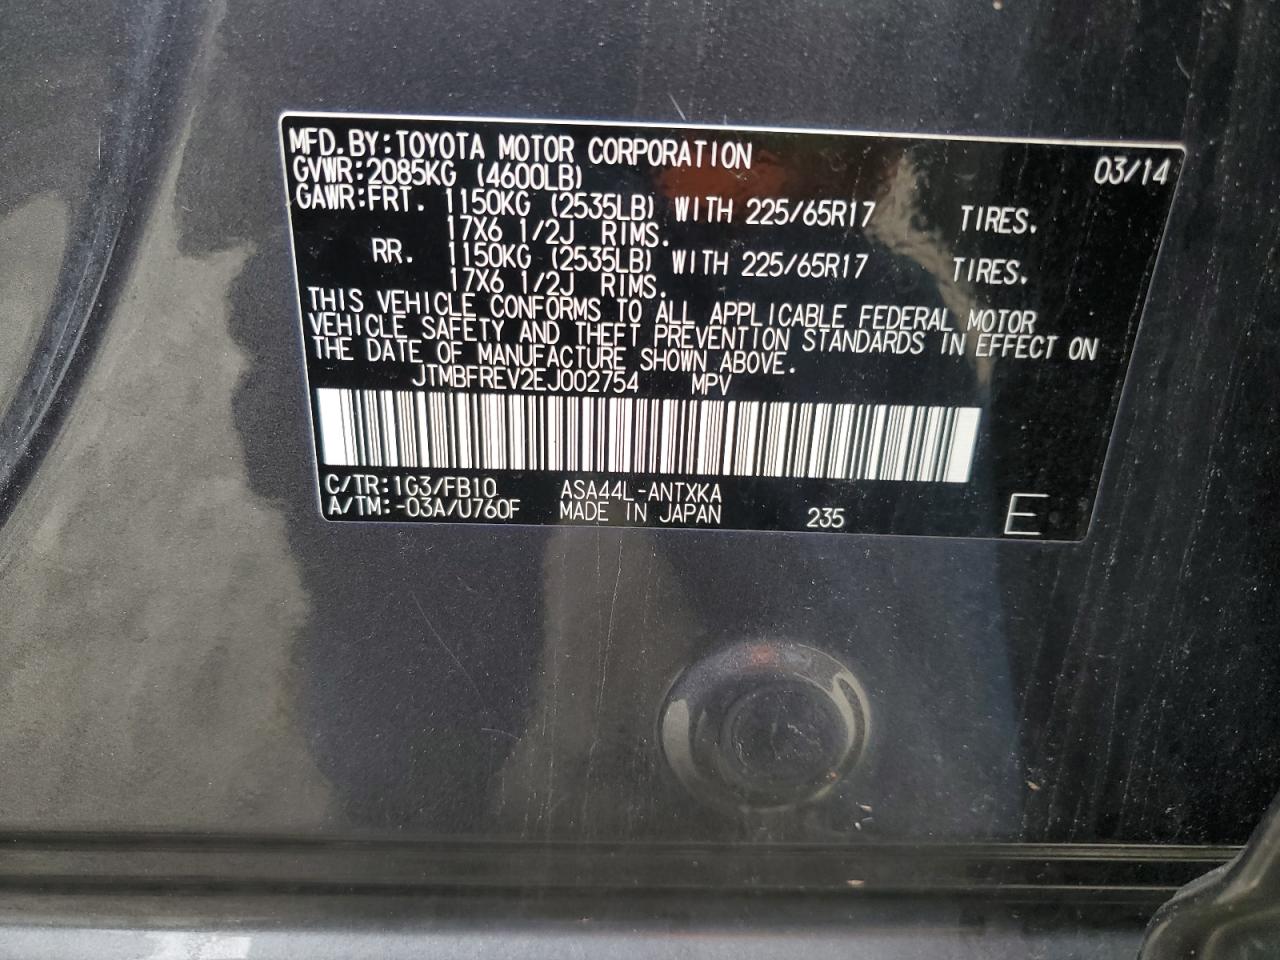 MFD.BY:TOYOTA MOTOR CORPORATION 03/14
GVWR:2085KG (4600LB)
GAWR:FRT. 1150KG (2535LB) WITH 225/65R17 TIRES.
17X6 1/2J RIMS.
RR. 1150KG (2535LB) WITH 225/65R17 TIRES.
17X6 1/2J RIMS.
THIS VEHICLE CONFORMS TO ALL APPLICABLE FEDERAL MOTOR
VEHICLE SAFETY AND THEFT PREVENTION STANDARDS IN EFFECT ON
THE DATE OF MANUFACTURE SHOWN ABOVE.
JTMBFREV2EJ002754 MPV
C/TR:1G3/FB10 ASA44L-ANTXKA
A/TM:-03A/U760F MADE IN JAPAN 235 E